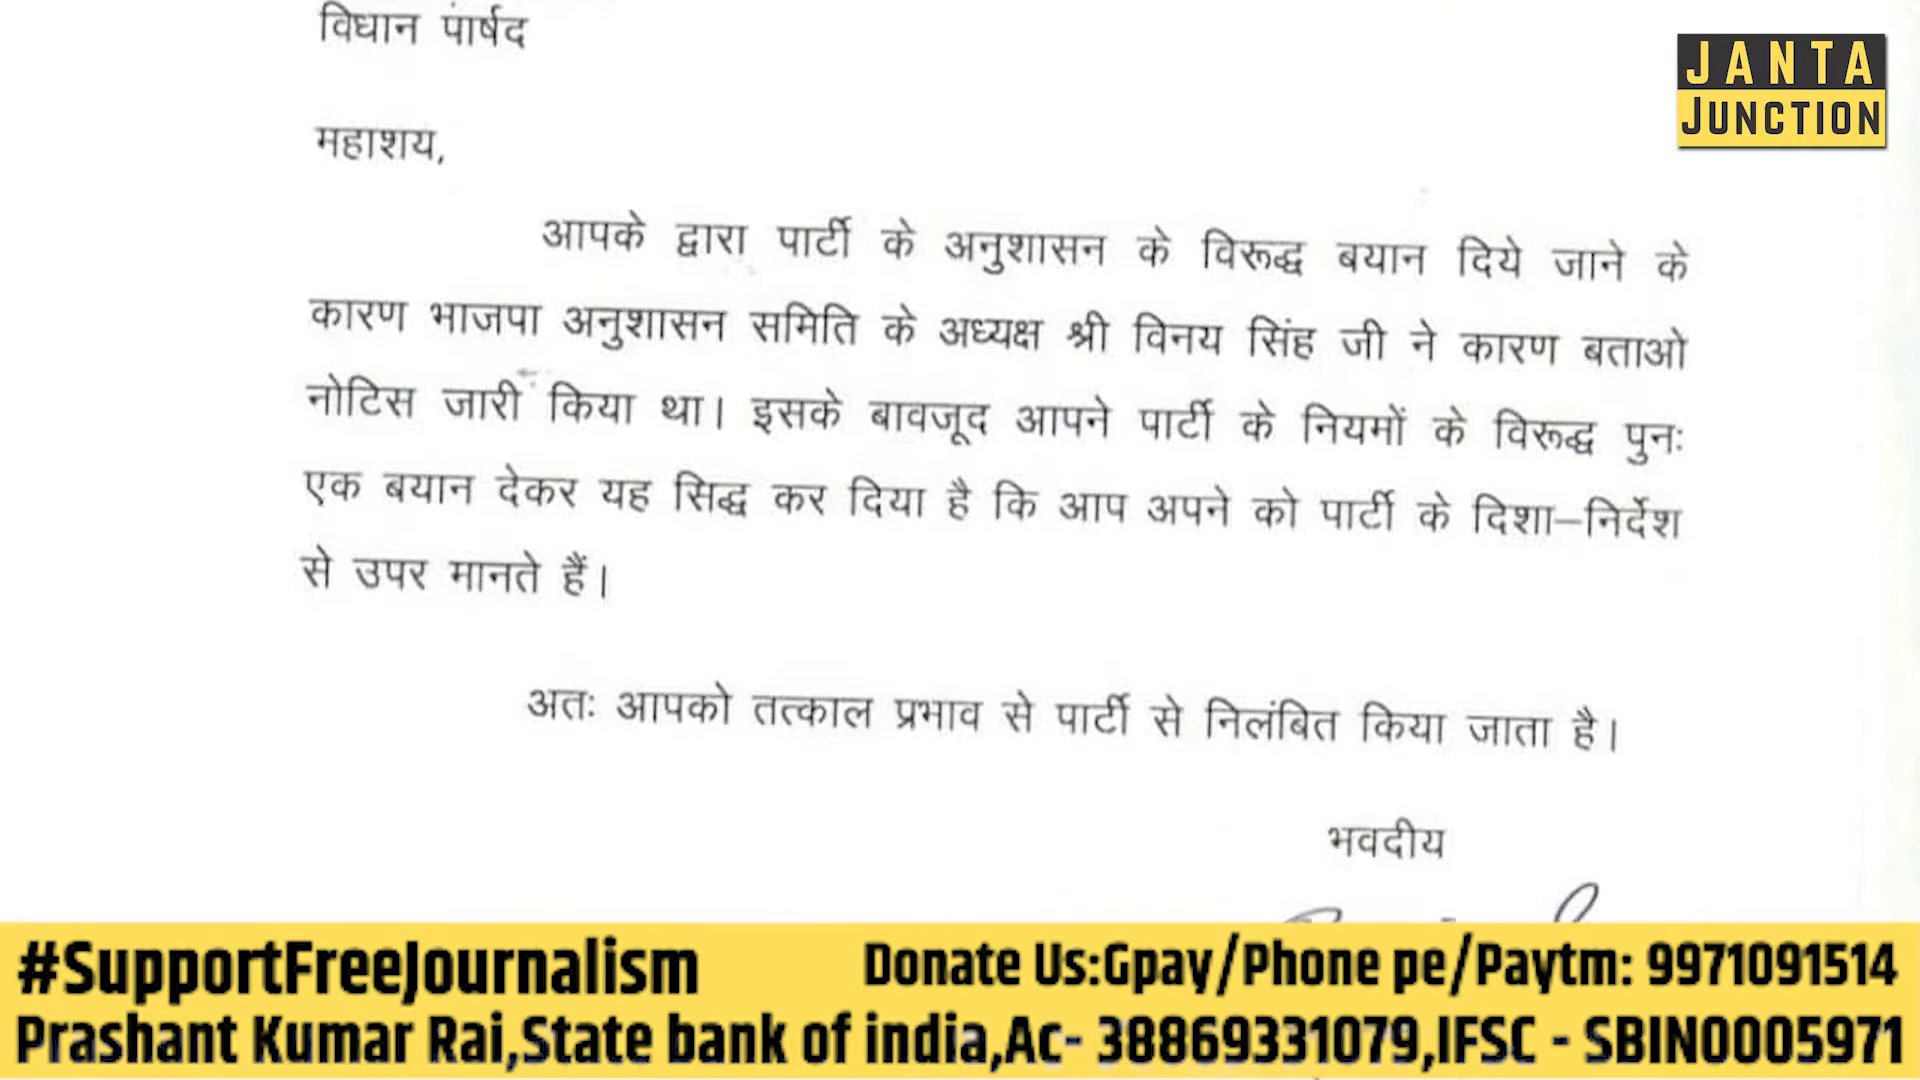 विधान पार्षद
JANTA
JUNCTION
महाशय,
आपके द्वारा पार्टी के अनुशासन के विरूद्ध बयान दिये जाने के
कारण भाजपा अनुशासन समिति के अध्यक्ष श्री विनय सिंह जी ने कारण बताओ
नोटिस जारी किया था। इसके बावजूद आपने पार्टी के नियमों के विरूद्ध पुनः
एक बयान देकर यह सिद्ध कर दिया है कि आप अपने को पार्टी के दिशा–निर्देश
से उपर मानते हैं।
अतः आपको तत्काल प्रभाव से पार्टी से निलंबित किया जाता है।
भवदीय
#SupportFreeJournalism
Donate Us:Gpay/Phone pe/Paytm: 9971091514
Prashant Kumar Rai,State bank of india,Ac- 38869331079,IFSC - SBIN0005971